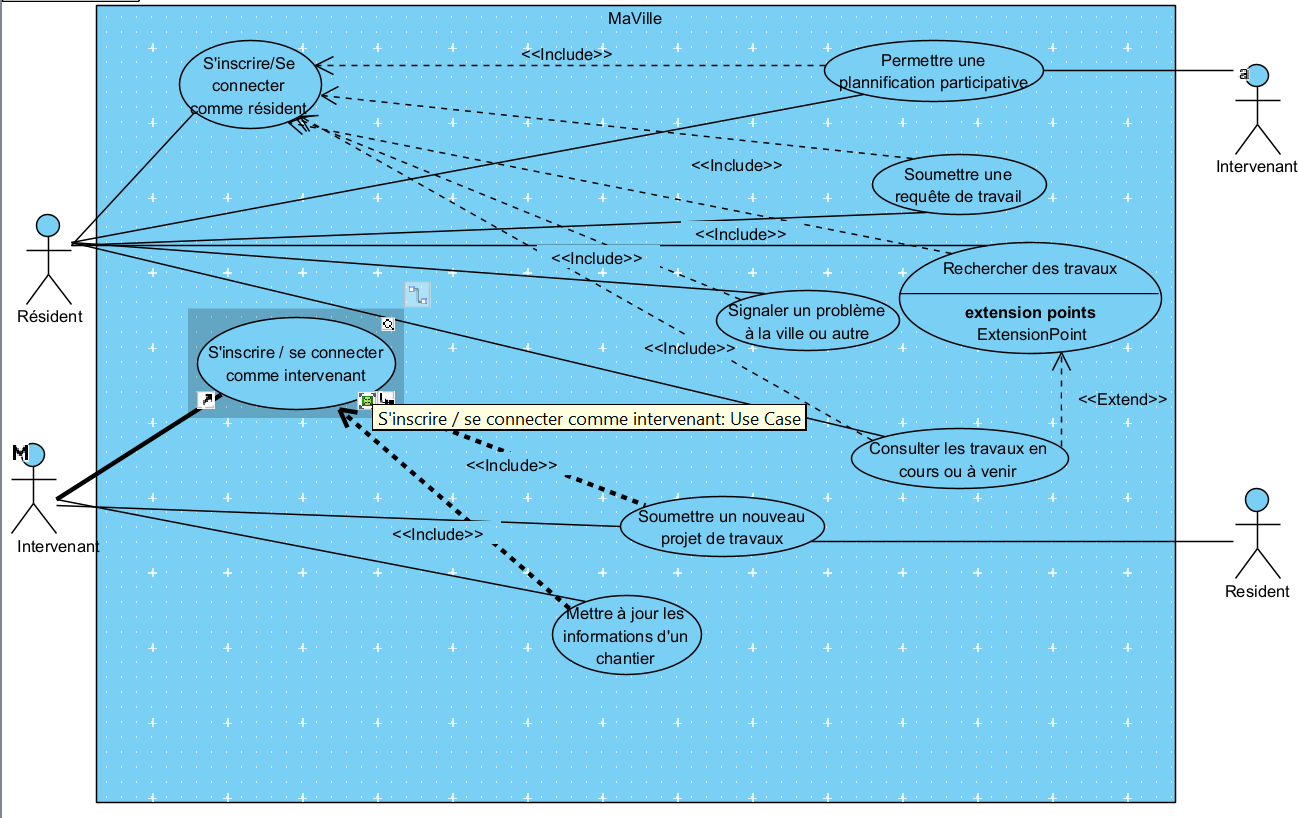 MaVille
S'inscrire/Se
connecter
comme résident
<<Include>>
Permettre une
plannification participative
a
Intervenant
<<Include>>
Soumettre une
requête de travail
Résident
<<Include>>
<<Include>>
Rechercher des travaux
extension points
ExtensionPoint
Signaler un problème
à la ville ou autre
<<Include>>
S'inscrire / se connecter
comme intervenant
<<Extend>>
S'inscrire / se connecter comme intervenant: Use Case
Consulter les travaux en
cours ou à venir
M
Intervenant
<<Include>>
Soumettre un nouveau
projet de travaux
<<Include>>
Resident
Mettre à jour les
informations d'un
chantier